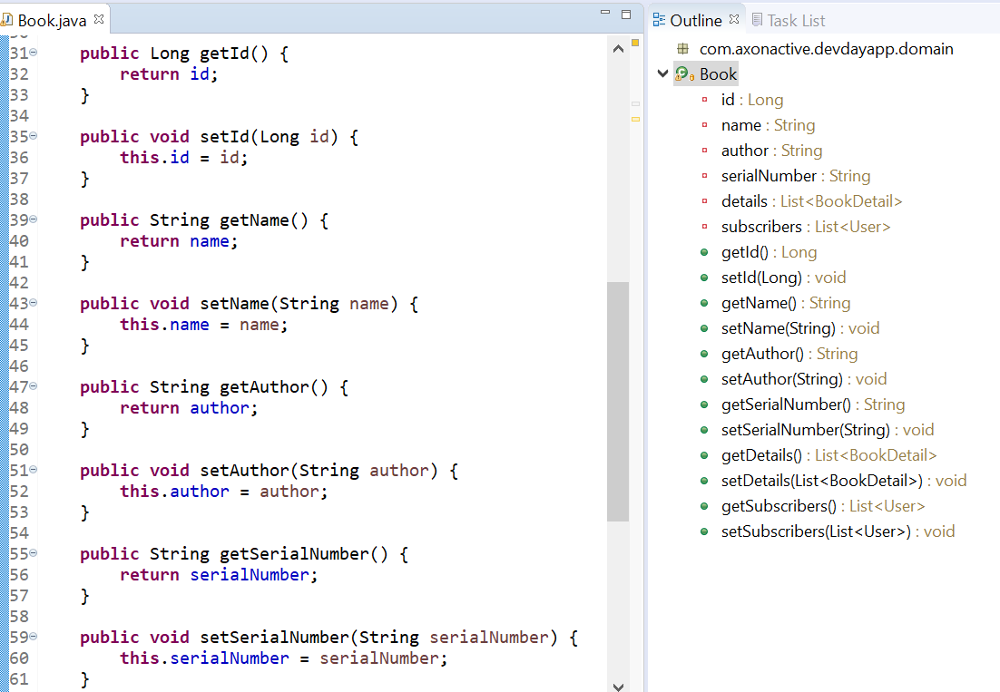 Book.java
31 public Long getId() {
32 return id;
33 }
34
35 public void setId(Long id) {
36 this.id = id;
37 }
38
39 public String getName() {
40 return name;
41 }
42
43 public void setName(String name) {
44 this.name = name;
45 }
46
47 public String getAuthor() {
48 return author;
49 }
50
51 public void setAuthor(String author) {
52 this.author = author;
53 }
54
55 public String getSerialNumber() {
56 return serialNumber;
57 }
58
59 public void setSerialNumber(String serialNumber) {
60 this.serialNumber = serialNumber;
61 }
Outline Task List
com.axonactive.devdayapp.domain
Book
id : Long
name : String
author : String
serialNumber : String
details : List<BookDetail>
subscribers : List<User>
getId() : Long
setId(Long) : void
getName() : String
setName(String) : void
getAuthor() : String
setAuthor(String) : void
getSerialNumber() : String
setSerialNumber(String) : void
getDetails() : List<BookDetail>
setDetails(List<BookDetail>) : void
getSubscribers() : List<User>
setSubscribers(List<User>) : void